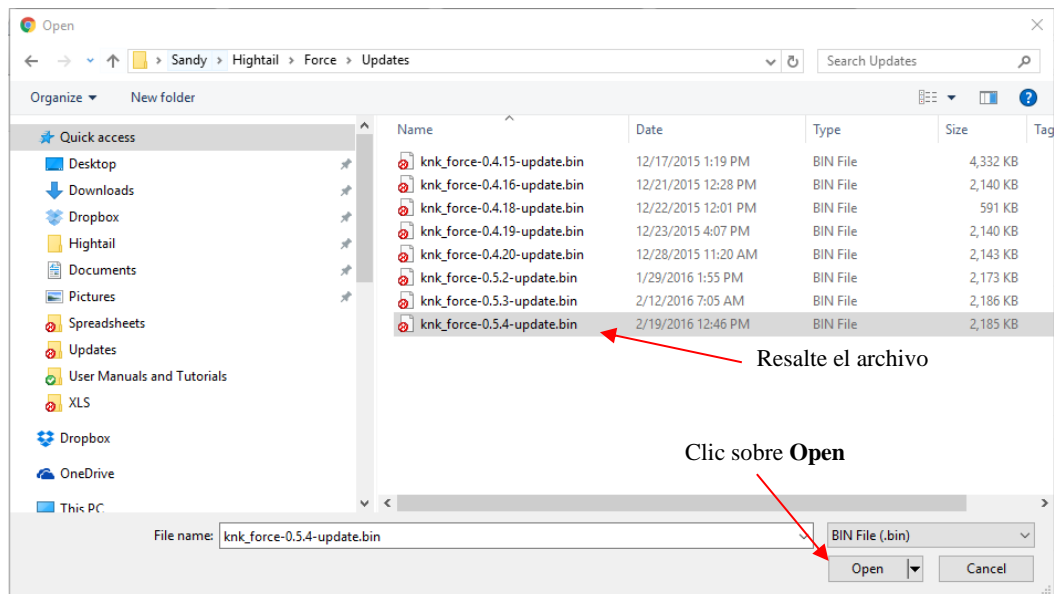 Open
Sandy > Hightail > Force > Updates
Search Updates
Organize
New folder
Quick access
Desktop
Downloads
Dropbox
Hightail
Documents
Pictures
Spreadsheets
Updates
User Manuals and Tutorials
XLS
Dropbox
OneDrive
This PC
Name Date Type Size Tag
knk_force-0.4.15-update.bin 12/17/2015 1:19 PM BIN File 4,332 KB
knk_force-0.4.16-update.bin 12/21/2015 12:28 PM BIN File 2,140 KB
knk_force-0.4.18-update.bin 12/22/2015 12:01 PM BIN File 591 KB
knk_force-0.4.19-update.bin 12/23/2015 4:07 PM BIN File 2,140 KB
knk_force-0.4.20-update.bin 12/28/2015 11:20 AM BIN File 2,143 KB
knk_force-0.5.2-update.bin 1/29/2016 1:55 PM BIN File 2,173 KB
knk_force-0.5.3-update.bin 2/12/2016 7:05 AM BIN File 2,186 KB
knk_force-0.5.4-update.bin 2/19/2016 12:46 PM BIN File 2,185 KB
Resalte el archivo
Clic sobre Open
File name: knk_force-0.5.4-update.bin
BIN File (.bin)
Open
Cancel